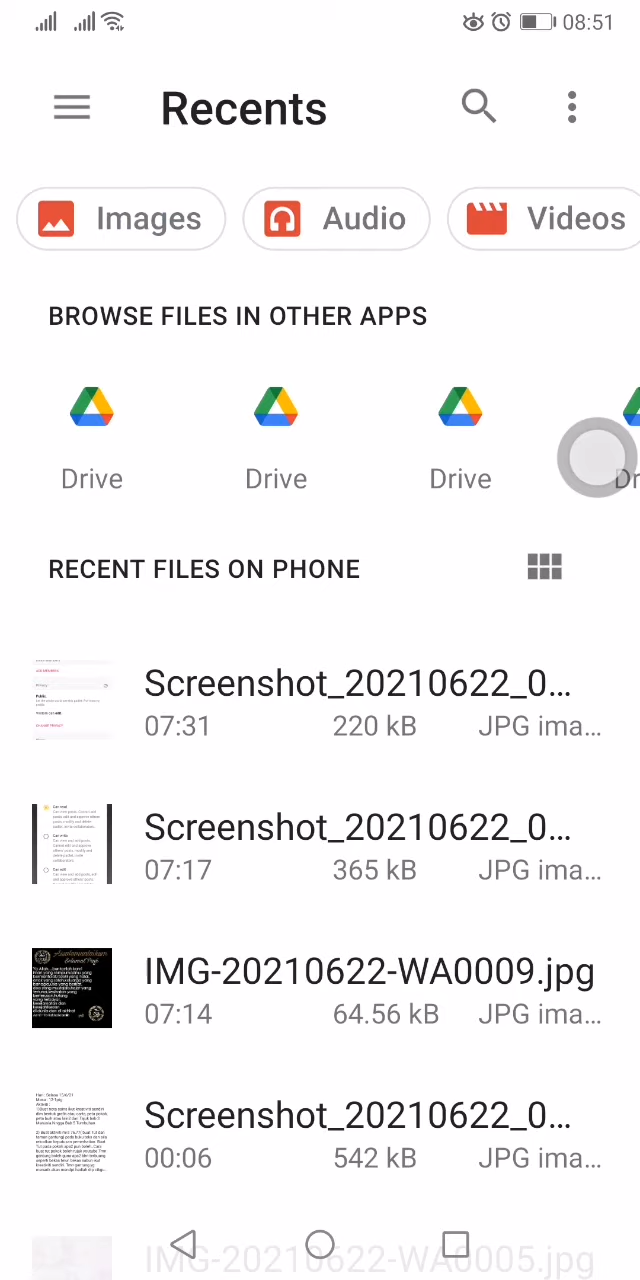 08:51
Recents
Images
Audio
Videos
BROWSE FILES IN OTHER APPS
Drive
Drive
Drive
Dr
RECENT FILES ON PHONE
Screenshot_20210622_0...
07:31 220 kB JPG ima...
Screenshot_20210622_0...
07:17 365 kB JPG ima...
IMG-20210622-WA0009.jpg
07:14 64.56 kB JPG ima...
Screenshot_20210622_0...
00:06 542 kB JPG ima...
IMG-20210622-WA0005.jpg